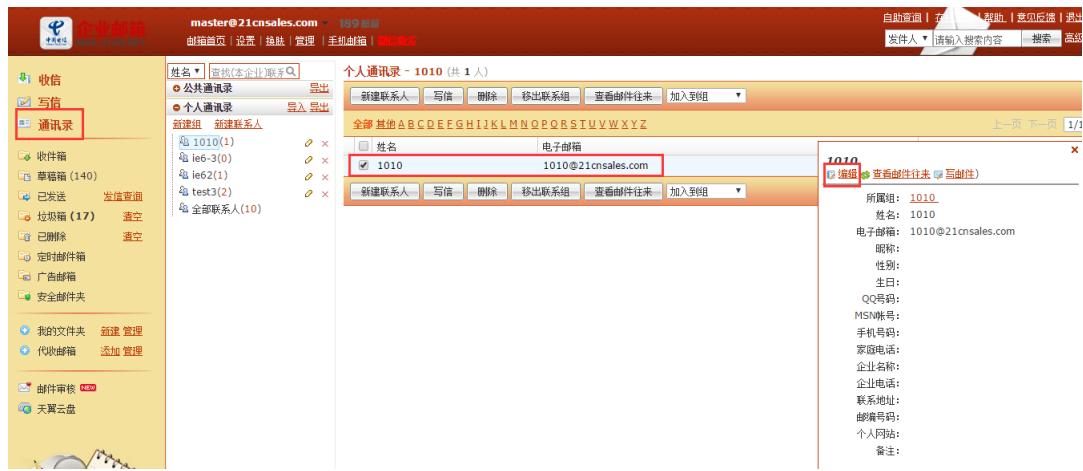 中国电信 企业邮箱
master@21cnsales.com 189邮箱
邮箱首页 | 设置 | 换肤 | 管理 | 手机邮箱 |
自助查询 | 帮助 | 意见反馈 | 退出
发件人 ▼ 请输入搜索内容 搜索 高级
收信
写信
通讯录
收件箱
草稿箱 (140)
已发送 发信查询
垃圾箱 (17) 清空
已删除 清空
定时邮件箱
广告邮箱
安全邮件夹
我的文件夹 新建 管理
代收邮箱 添加 管理
邮件审核 NEW
天翼云盘
姓名 ▼ 查找(本企业)联系
公共通讯录 导出
个人通讯录 导入 导出
新建组 新建联系人
1010(1)
ie6-3(0)
ie62(1)
test3(2)
全部联系人(10)
个人通讯录 - 1010 (共 1 人)
新建联系人 写信 删除 移出联系组 查看邮件往来 加入到组 ▼
全部 其他 A B C D E F G H I J K L M N O P Q R S T U V W X Y Z
上一页 下一页 1/1
姓名 电子邮箱
1010 1010@21cnsales.com
新建联系人 写信 删除 移出联系组 查看邮件往来 加入到组 ▼
1010
编辑 查看邮件往来 写邮件)
所属组: 1010
姓名: 1010
电子邮箱: 1010@21cnsales.com
昵称:
性别:
生日:
QQ号码:
MSN帐号:
手机号码:
家庭电话:
企业名称:
企业电话:
联系地址:
邮编号码:
个人网站:
备注: